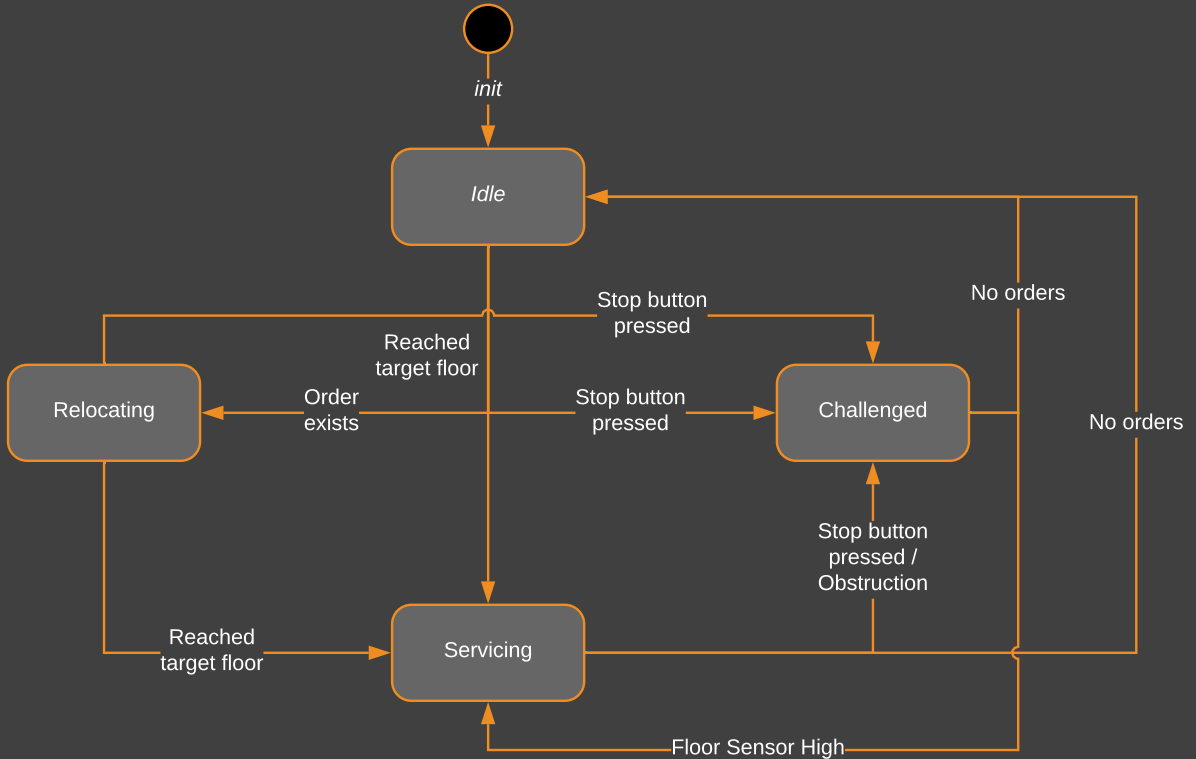 init
Idle
No orders
Stop button
pressed
Reached
target floor
Relocating
Order
exists
Stop button
pressed
Challenged
No orders
Stop button
pressed /
Obstruction
Reached
target floor
Servicing
Floor Sensor High